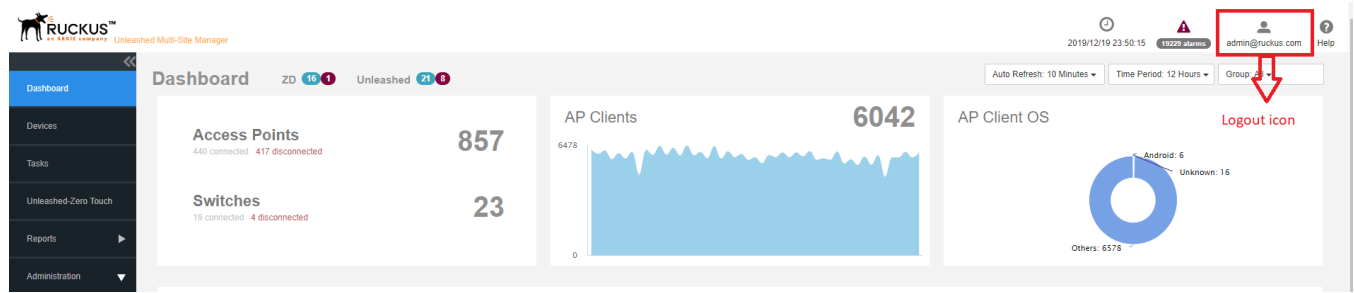 RUCKUS™
an ARRIS company
Unleashed Multi-Site Manager
2019/12/19 23:50:15
19229 alarms
admin@ruckus.com
Help
Dashboard
Devices
Tasks
Unleashed-Zero Touch
Reports
Administration
Dashboard ZD 16 1 Unleashed 21 8
Auto Refresh: 10 Minutes
Time Period: 12 Hours
Group: All
Logout icon
Access Points 857
440 connected 417 disconnected
Switches 23
19 connected 4 disconnected
AP Clients 6042
6478
0
AP Client OS
Android: 6
Unknown: 16
Others: 6578